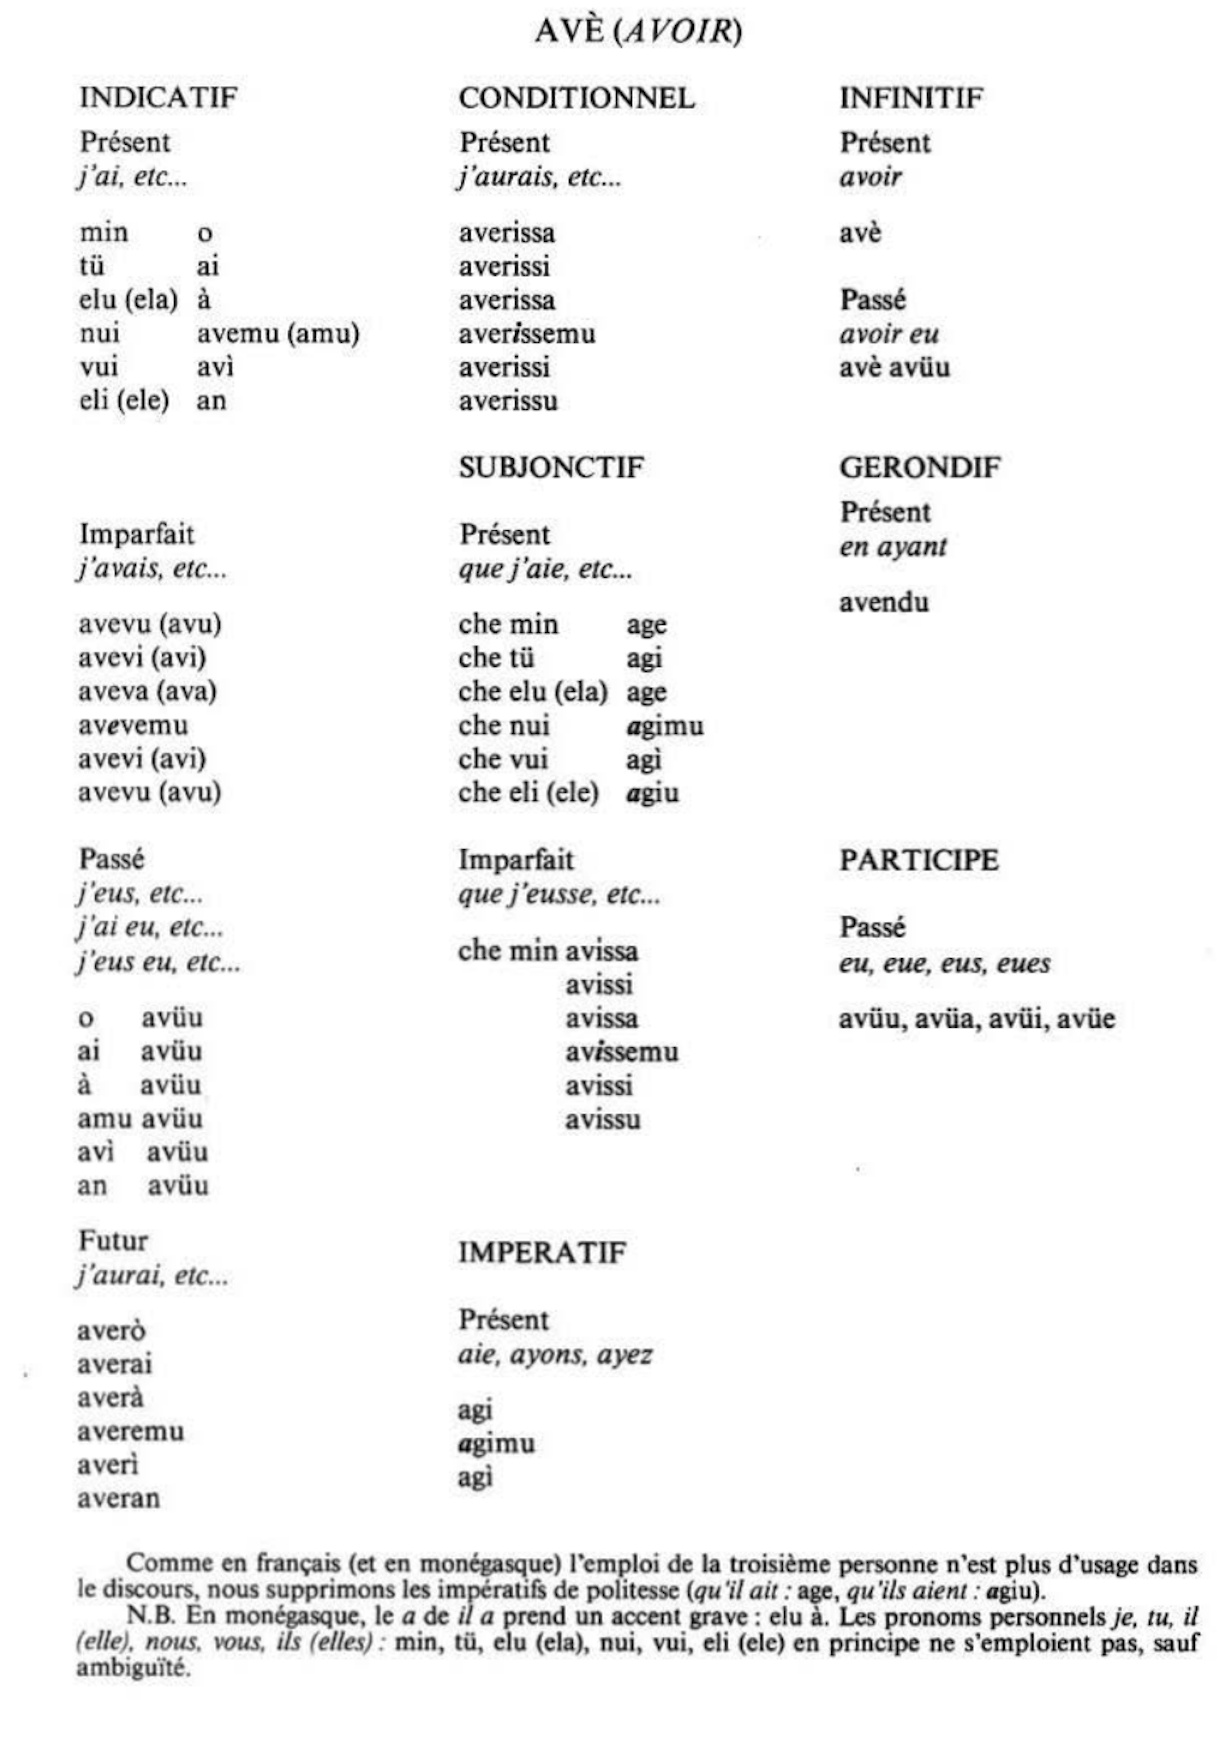 AVÈ (AVOIR)
INDICATIF
Présent
j'ai, etc...
min o
tü ai
elu (ela) à
nui avemu (amu)
vui avì
eli (ele) an
Imparfait
j'avais, etc...
avevu (avu)
avevi (avi)
aveva (ava)
avevemu
avevi (avi)
avevu (avu)
Passé
j'eus, etc...
j'ai eu, etc...
j'eus eu, etc...
o avüu
ai avüu
à avüu
amu avüu
avì avüu
an avüu
Futur
j'aurai, etc...
averò
averai
averà
averemu
averì
averan
CONDITIONNEL
Présent
j'aurais, etc...
averissa
averissi
averissa
averissemu
averissi
averissu
SUBJONCTIF
Présent
que j'aie, etc...
che min age
che tü agi
che elu (ela) age
che nui agimu
che vui agì
che eli (ele) agiu
Imparfait
que j'eusse, etc...
che min avissa
avissi
avissa
avissemu
avissi
avissu
IMPERATIF
Présent
aie, ayons, ayez
agi
agimu
agì
INFINITIF
Présent
avoir
avè
Passé
avoir eu
avè avüu
GERONDIF
Présent
en ayant
avendu
PARTICIPE
Passé
eu, eue, eus, eues
avüu, avüa, avüi, avüe
Comme en français (et en monégasque) l'emploi de la troisième personne n'est plus d'usage dans
le discours, nous supprimons les impératifs de politesse (qu'il ait : age, qu'ils aient : agiu).
N.B. En monégasque, le a de il a prend un accent grave : elu à. Les pronoms personnels je, tu, il
(elle), nous, vous, ils (elles) : min, tü, elu (ela), nui, vui, eli (ele) en principe ne s'emploient pas, sauf
ambiguïté.